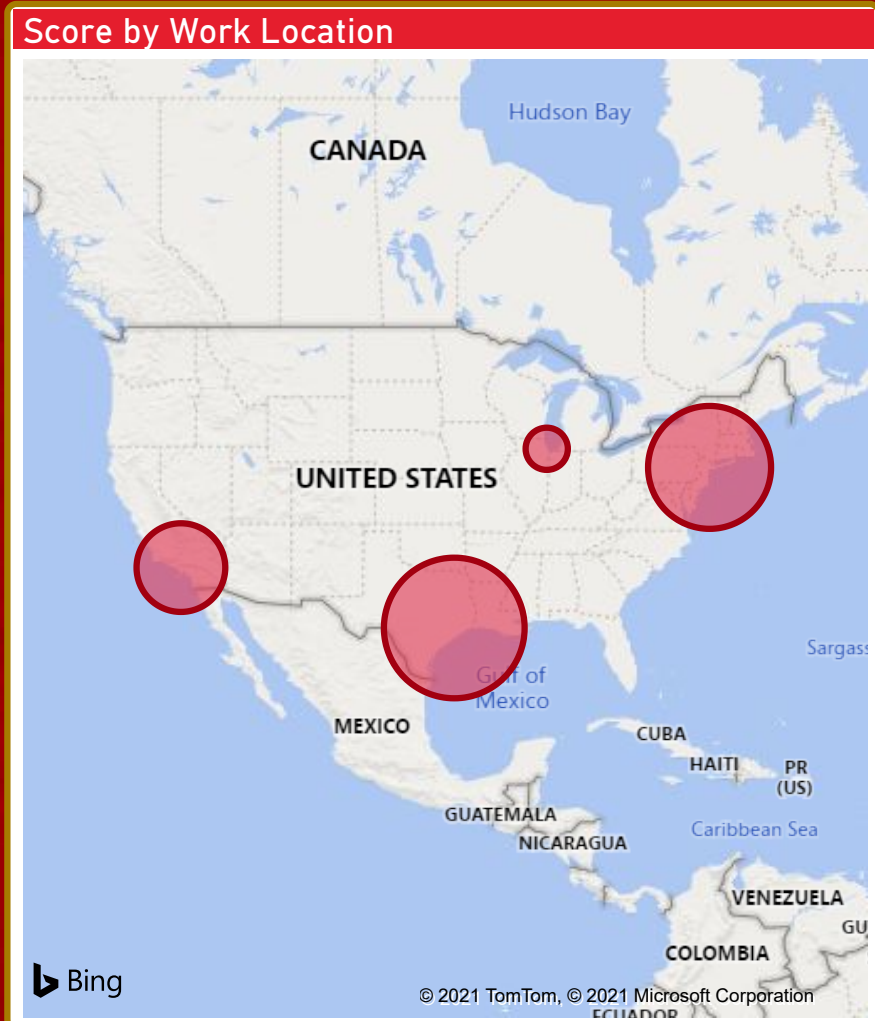 Score by Work Location
Hudson Bay
CANADA
UNITED STATES
Sargass
Gulf of
Mexico
MEXICO
CUBA
HAITI
PR
(US)
GUATEMALA
Caribbean Sea
NICARAGUA
VENEZUELA
GU
COLOMBIA
Bing
© 2021 TomTom, © 2021 Microsoft Corporation
ECUADOR